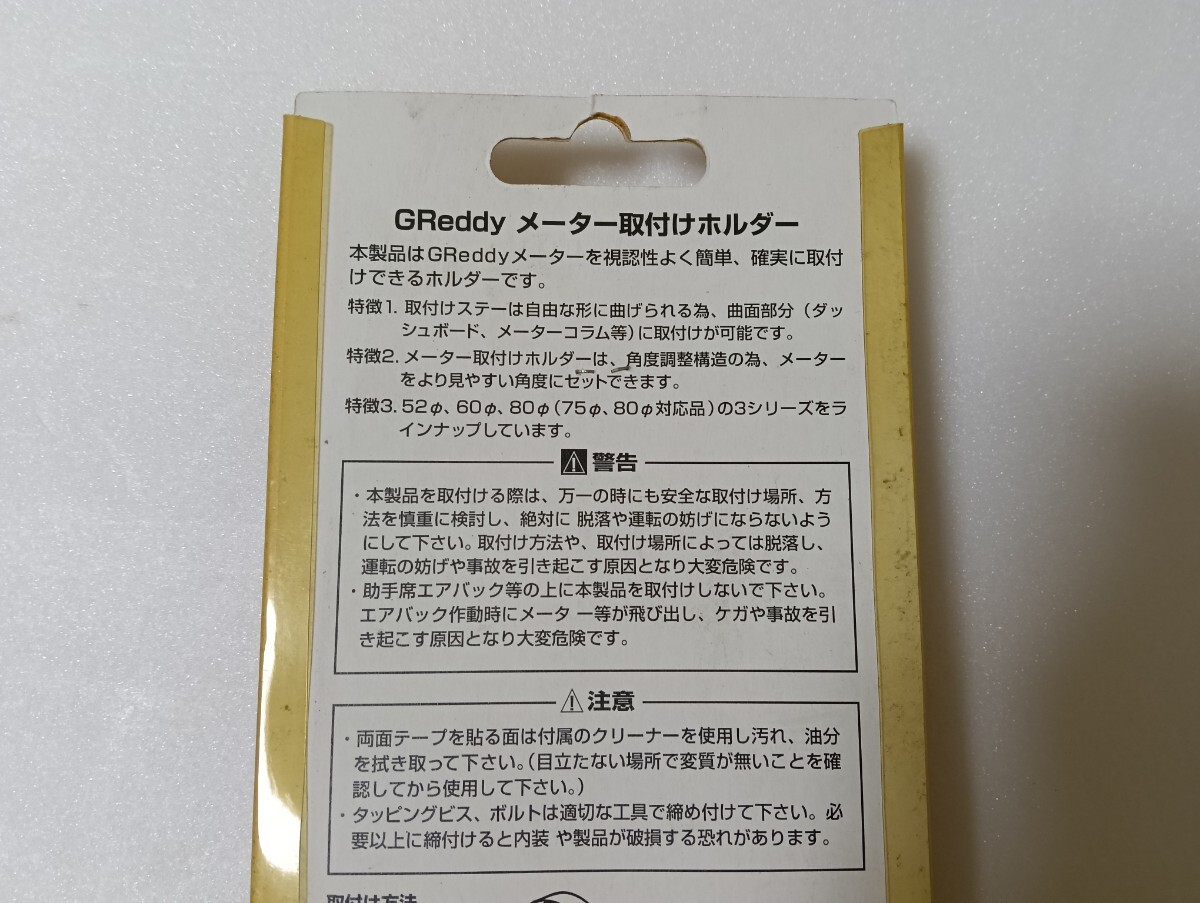 GReddy メーター取付けホルダー
本製品はGReddyメーターを視認性よく簡単、確実に取付
けできるホルダーです。
特徴1. 取付けステーは自由な形に曲げられる為、曲面部分（ダッ
シュボード、メーターコラム等）に取付けが可能です。
特徴2. メーター取付けホルダーは、角度調整構造の為、メーター
をより見やすい角度にセットできます。
特徴3. 52φ、60φ、80φ（75φ、80φ対応品）の3シリーズをラ
インナップしています。
⚠ 警告
・本製品を取付ける際は、万一の時にも安全な取付け場所、方
法を慎重に検討し、絶対に 脱落や運転の妨げにならないよう
にして下さい。取付け方法や、取付け場所によっては脱落し、
運転の妨げや事故を引き起こす原因となり大変危険です。
・助手席エアバック等の上に本製品を取付けしないで下さい。
エアバック作動時にメータ ー等が飛び出し、ケガや事故を引
き起こす原因となり大変危険です。
⚠ 注意
・両面テープを貼る面は付属のクリーナーを使用し汚れ、油分
を拭き取って下さい。（目立たない場所で変質が無いことを確
認してから使用して下さい。）
・タッピングビス、ボルトは適切な工具で締め付けて下さい。必
要以上に締付けると内装 や製品が破損する恐れがあります。
取付け方法